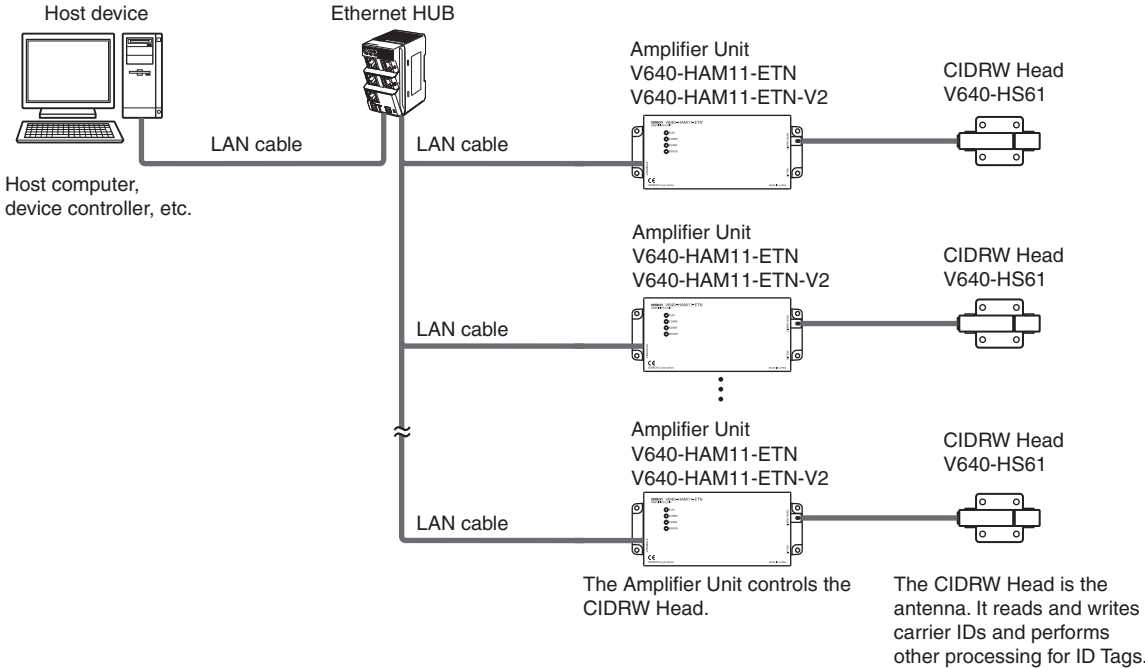 Host device
Ethernet HUB
Amplifier Unit
V640-HAM11-ETN
V640-HAM11-ETN-V2
CIDRW Head
V640-HS61
LAN cable
LAN cable
Host computer,
device controller, etc.
Amplifier Unit
V640-HAM11-ETN
V640-HAM11-ETN-V2
CIDRW Head
V640-HS61
LAN cable
Amplifier Unit
V640-HAM11-ETN
V640-HAM11-ETN-V2
CIDRW Head
V640-HS61
LAN cable
The Amplifier Unit controls the
CIDRW Head.
The CIDRW Head is the
antenna. It reads and writes
carrier IDs and performs
other processing for ID Tags.